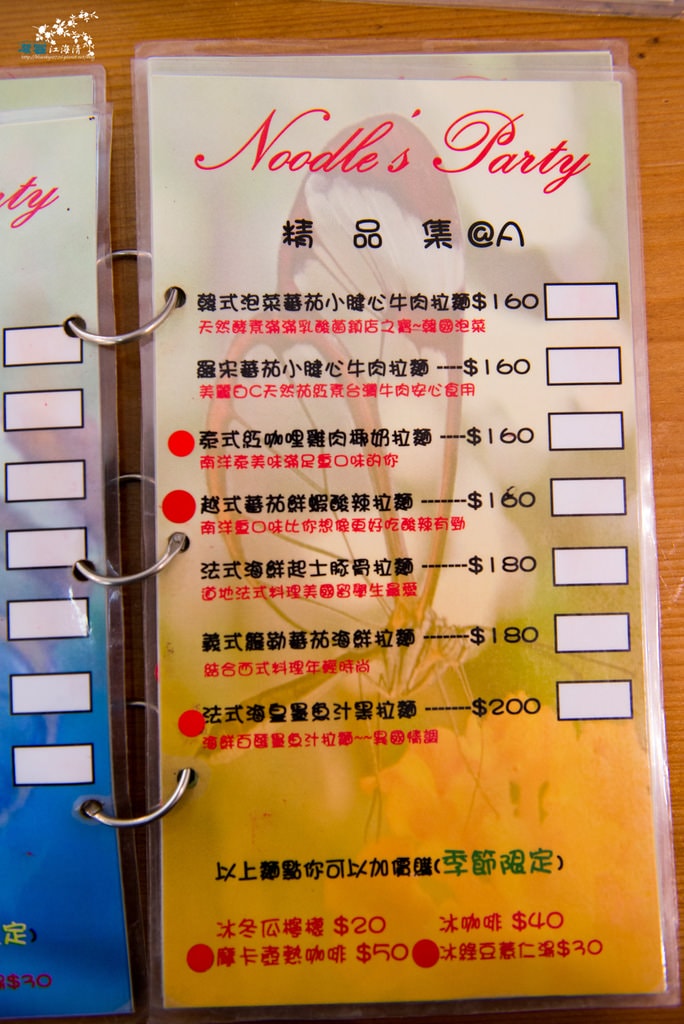 Noodle's Party
精品集@A
韓式泡菜蕃茄小腱心牛肉拉麵$160
天然酵素滿滿乳酸菌鎮店之寶~韓國泡菜
羅宋蕃茄小腱心牛肉拉麵 ----$160
美麗白C天然茄紅素台灣牛肉安心食用
泰式紅咖哩雞肉椰奶拉麵 ----$160
南洋泰美味滿足重口味的你
越式蕃茄鮮蝦酸辣拉麵 -------$160
南洋重口味比你想像更好吃酸辣有勁
法式海鮮起士豚骨拉麵 -------$180
道地法式料理美國留學生最愛
義式羅勒蕃茄海鮮拉麵 -------$180
結合西式料理年輕時尚
法式海皇墨魚汁黑拉麵 -------$200
海鮮百匯墨魚汁拉麵~~異國情調
以上麵點你可以加價購(季節限定)
冰冬瓜檸檬 $20 冰咖啡 $40
摩卡壺熱咖啡 $50 冰綠豆薏仁湯$30
rty
定)
湯$30
江海清